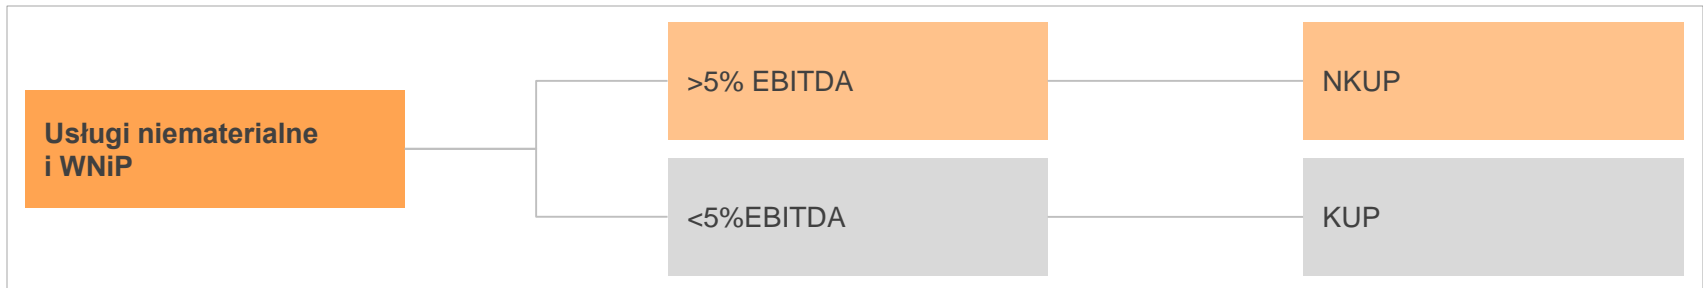 Usługi niematerialne
i WNiP
>5% EBITDA
NKUP
<5%EBITDA
KUP